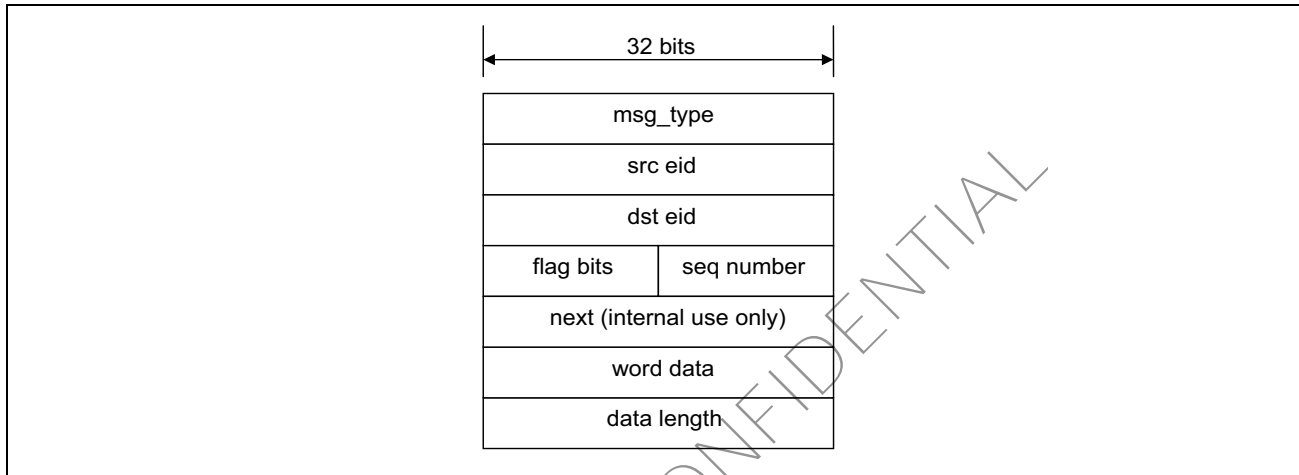 32 bits
msg_type
src eid
dst eid
flag bits seq number
next (internal use only)
word data
data length
CONFIDENTIAL